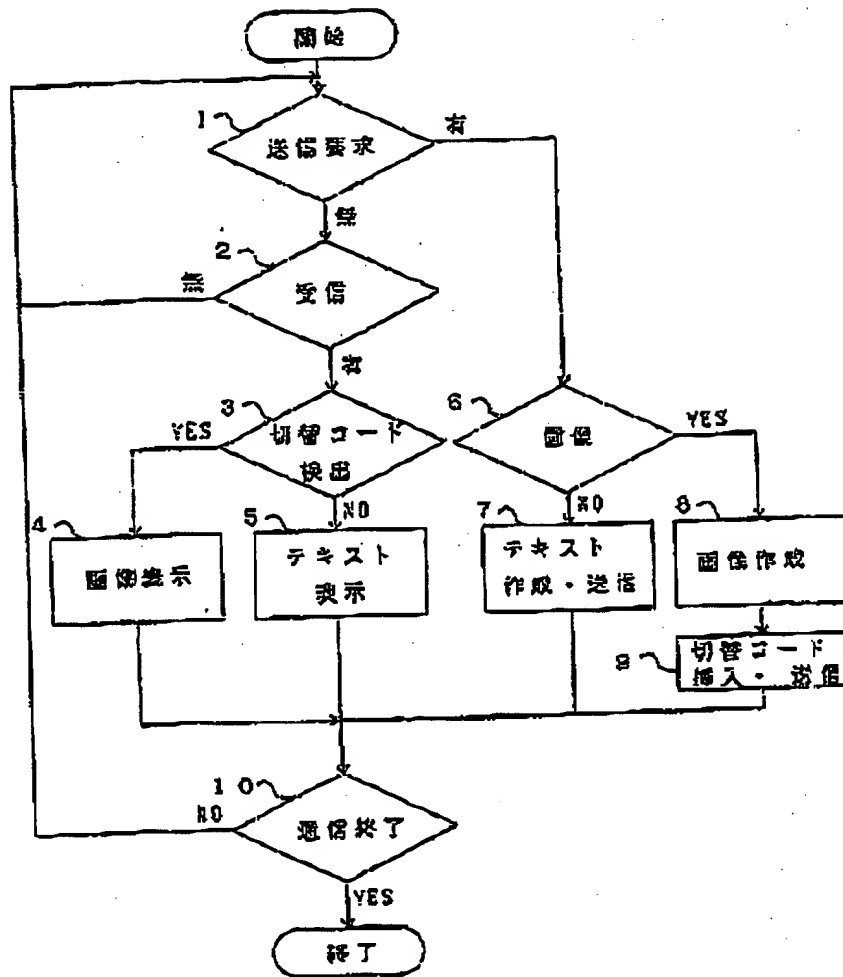 開始
1
送信要求
有
無
2
受信
無
有
3
切替コード
検出
YES
NO
6
画像
YES
NO
4
画像表示
5
テキスト
表示
7
テキスト
作成・送信
8
画像作成
9
切替コード
挿入・送信
10
通信終了
NO
YES
終了